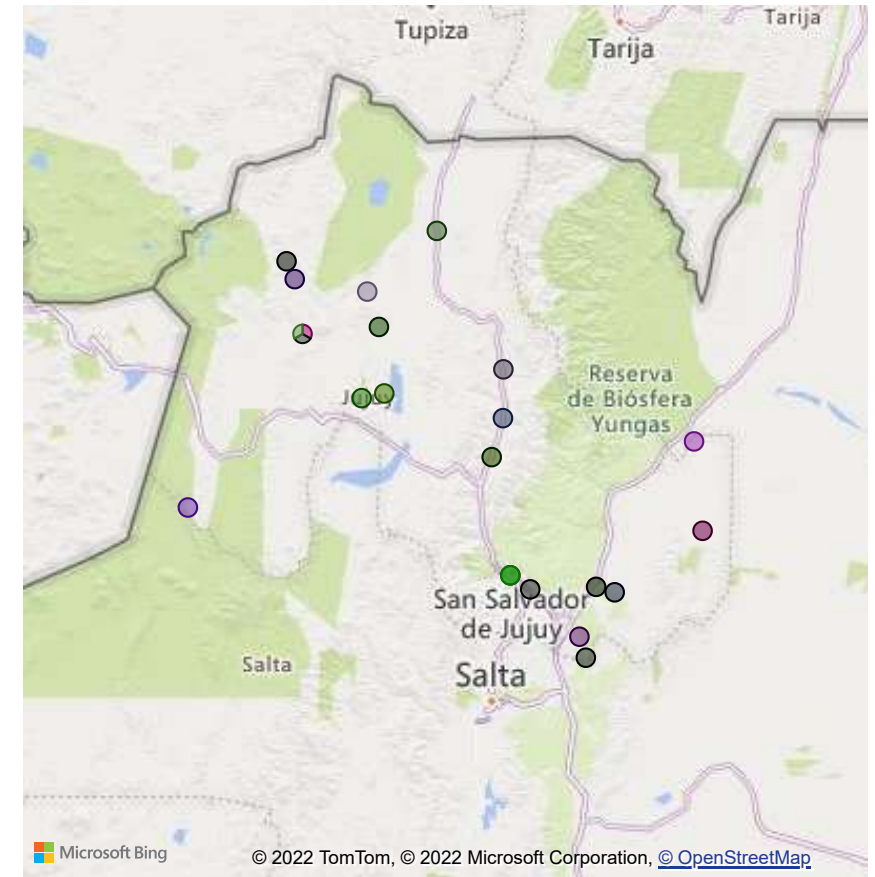 Tupiza
Tarija
Tarija
Reserva
de Biósfera
Yungas
Jujuy
San Salvador
de Jujuy
Salta
Salta
Microsoft Bing
© 2022 TomTom, © 2022 Microsoft Corporation, © OpenStreetMap